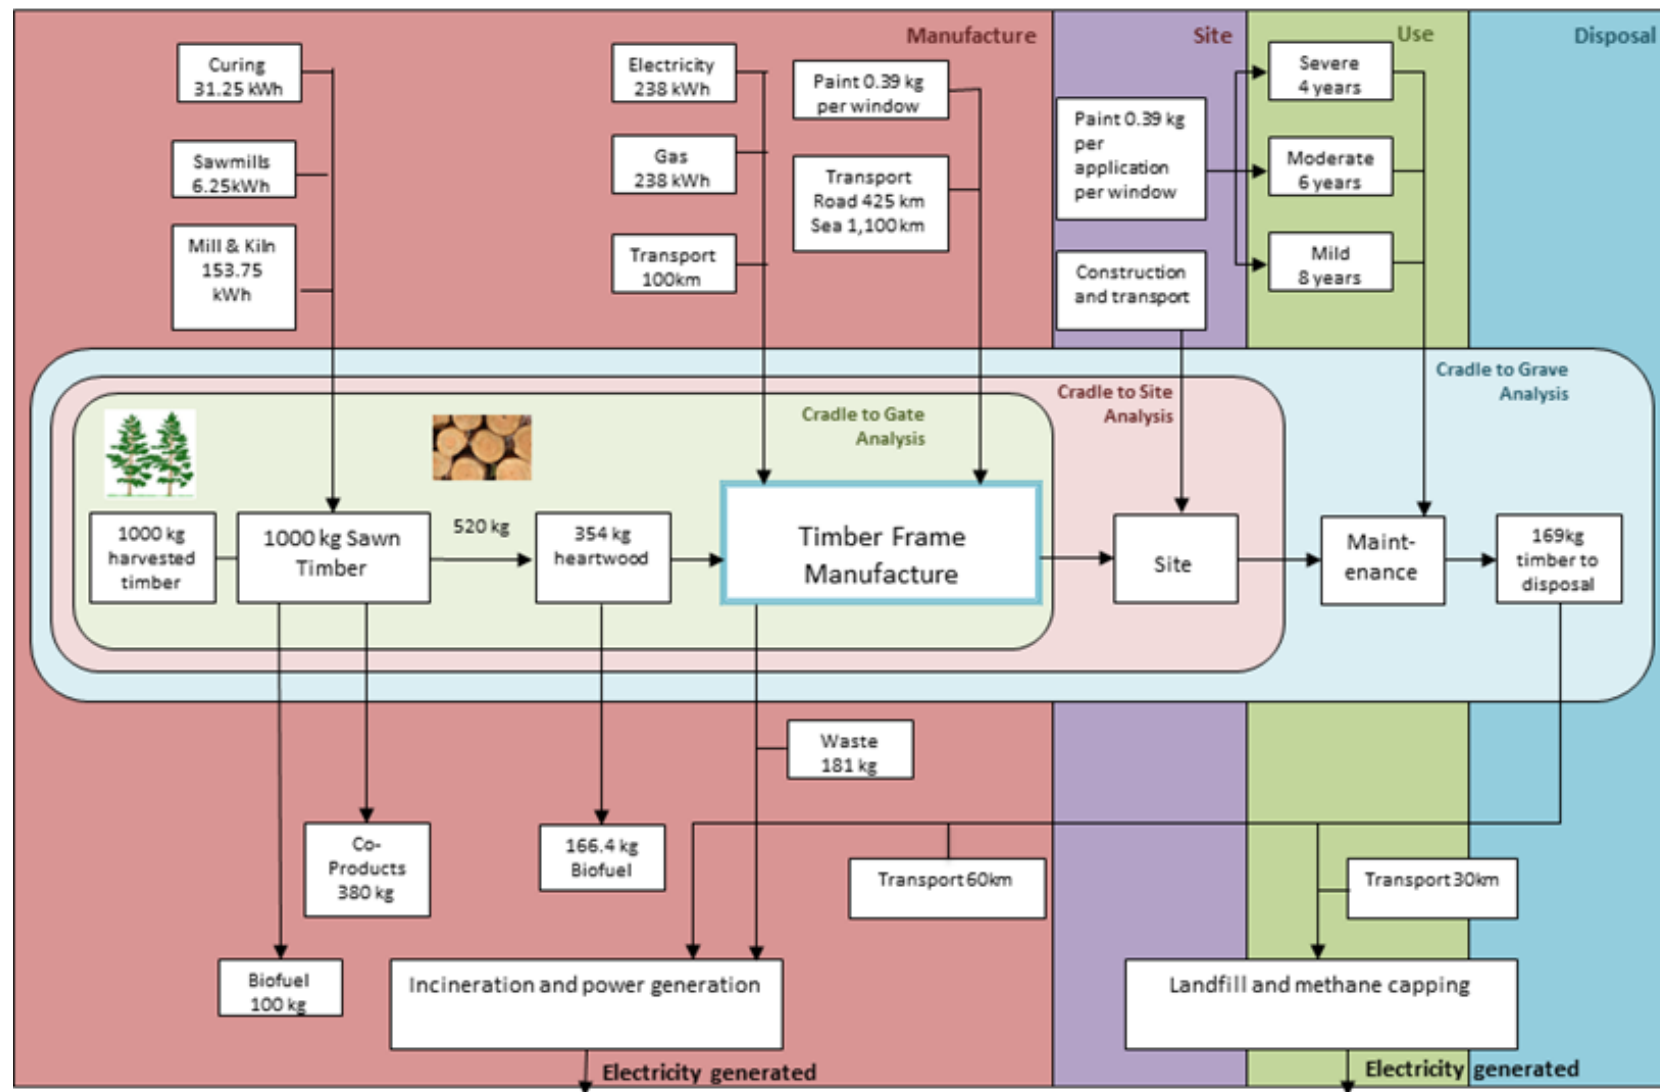 Manufacture
Site
Use
Disposal
Curing
31.25 kWh
Sawmills
6.25kWh
Mill & Kiln
153.75
kWh
Electricity
238 kWh
Gas
238 kWh
Transport
100km
Paint 0.39 kg
per window
Transport
Road 425 km
Sea 1,100km
Paint 0.39 kg
per
application
per window
Construction
and transport
Severe
4 years
Moderate
6 years
Mild
8 years
Cradle to Grave
Analysis
Cradle to Site
Analysis
Cradle to Gate
Analysis
1000 kg
harvested
timber
1000 kg Sawn
Timber
520 kg
354 kg
heartwood
Timber Frame
Manufacture
Site
Maint-
enance
169kg
timber to
disposal
Waste
181 kg
Co-
Products
380 kg
166.4 kg
Biofuel
Transport 60km
Transport 30km
Biofuel
100 kg
Incineration and power generation
Landfill and methane capping
Electricity generated
Electricity generated